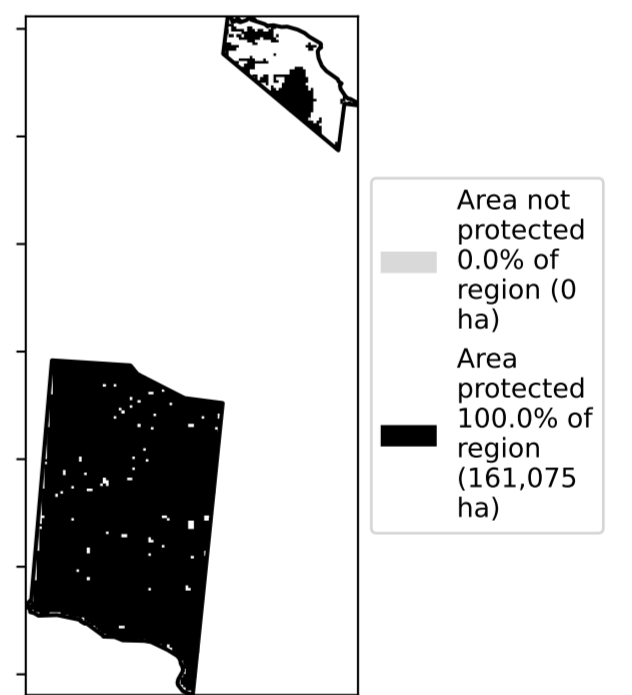 Area not
protected
0.0% of
region (0
ha)
Area
protected
100.0% of
region
(161,075
ha)